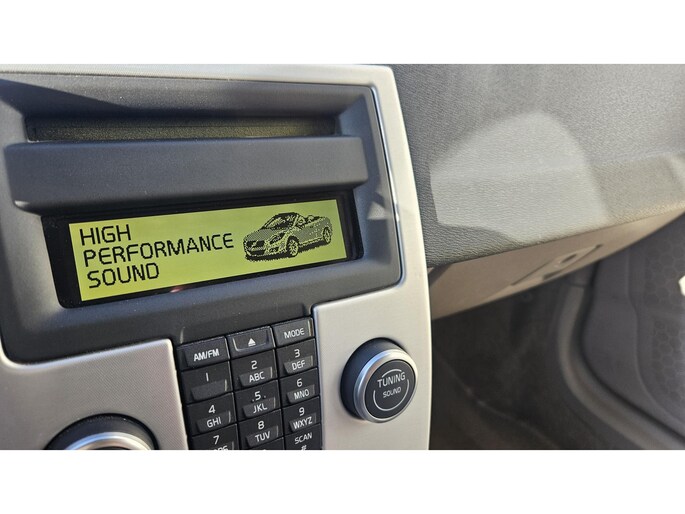 HIGH
PERFORMANCE
SOUND
AM/FM
MODE
1
2
ABC
3
DEF
4
GHI
5
JKL
6
MNO
7
8
TUV
9
WXYZ
SCAN
#
TUNING
SOUND